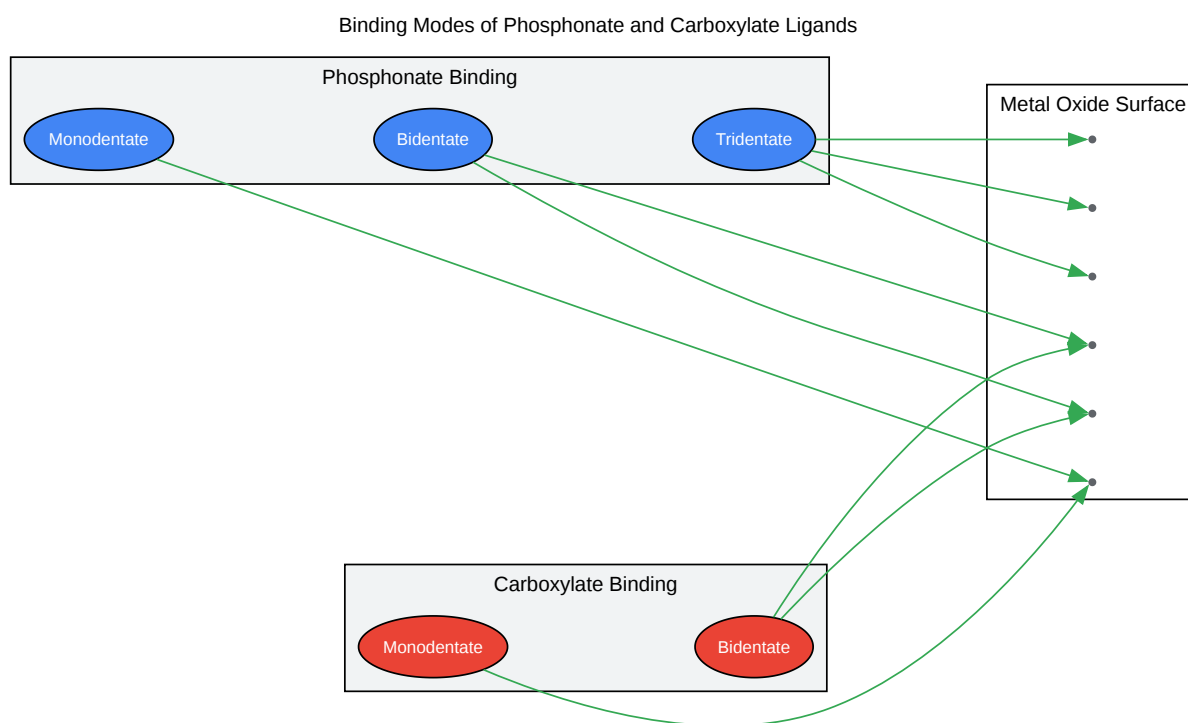 Binding Modes of Phosphonate and Carboxylate Ligands
Phosphonate Binding
Monodentate
Bidentate
Tridentate
Metal Oxide Surface
Carboxylate Binding
Monodentate
Bidentate